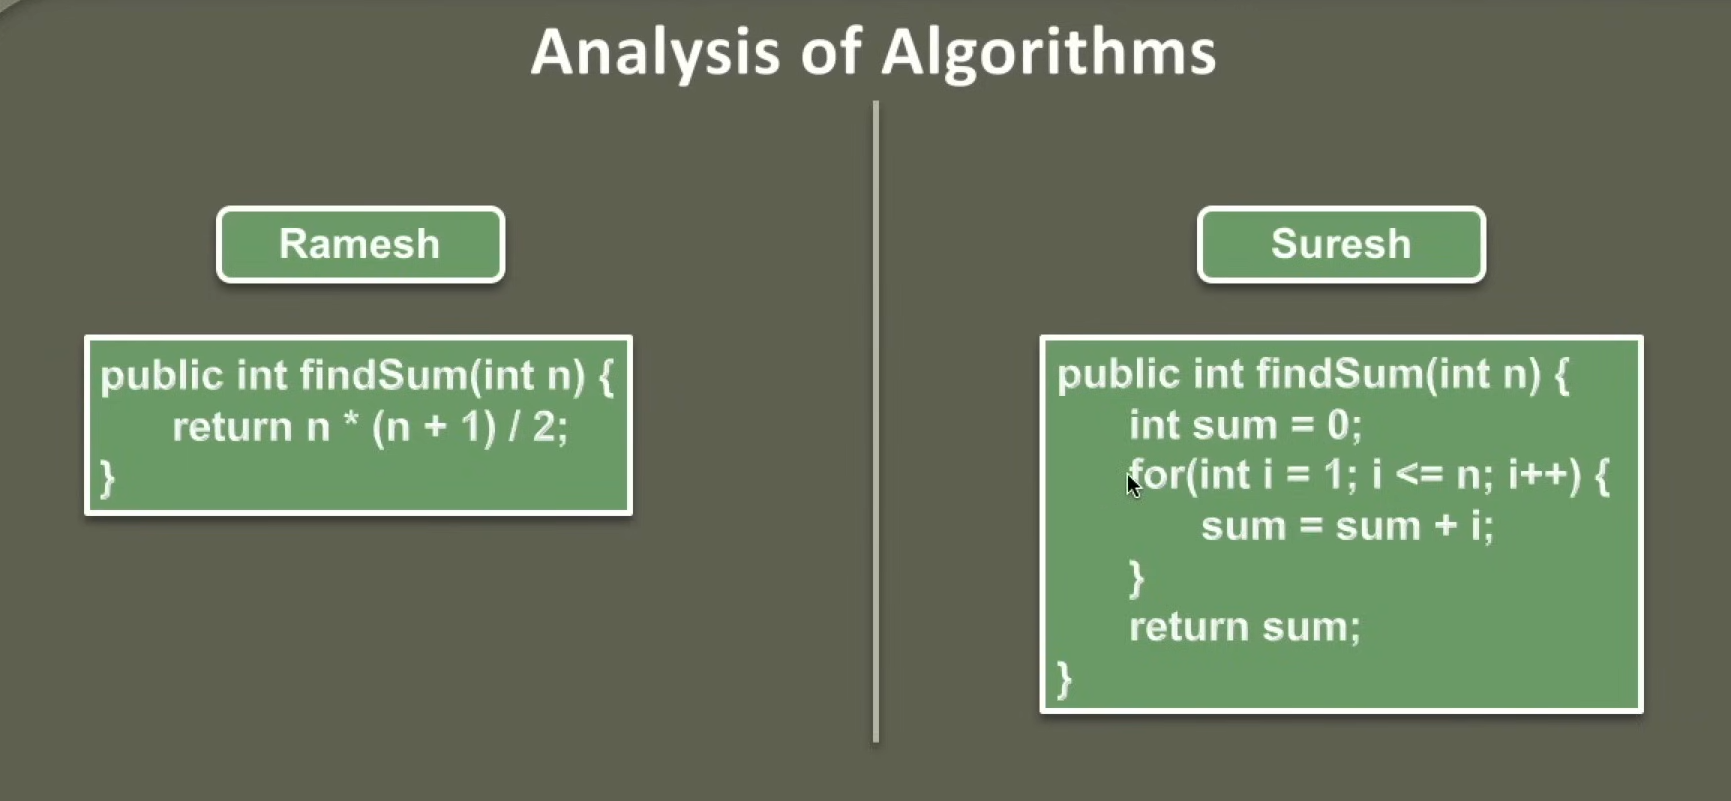 Analysis of Algorithms
Ramesh
public int findSum(int n) {
return n * (n + 1) / 2;
}
Suresh
public int findSum(int n) {
int sum = 0;
for(int i = 1; i <= n; i++) {
sum = sum + i;
}
return sum;
}